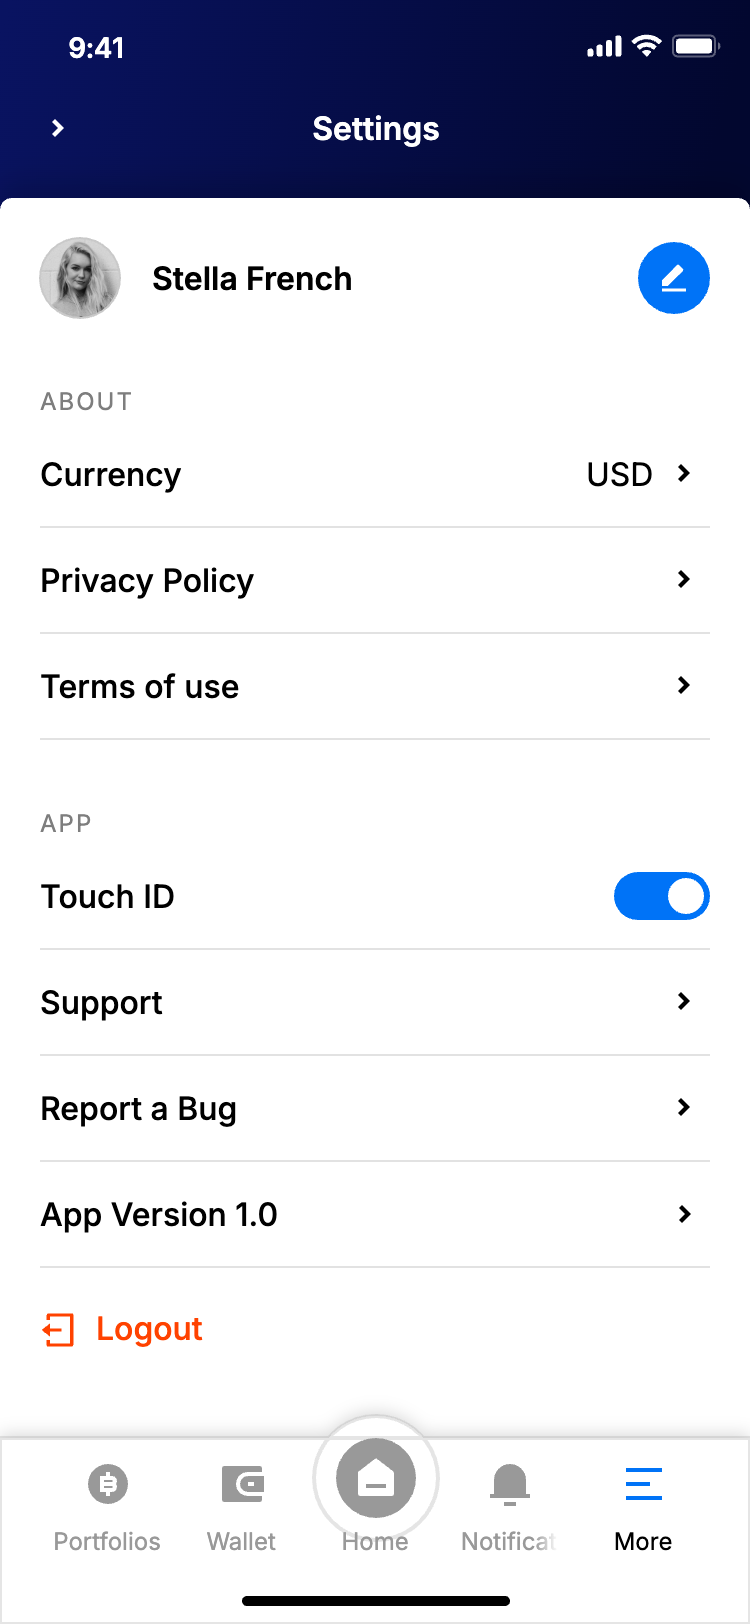 9:41
Settings
Stella French
ABOUT
Currency USD
Privacy Policy
Terms of use
APP
Touch ID
Support
Report a Bug
App Version 1.0
Logout
Portfolios Wallet Home Notificat More